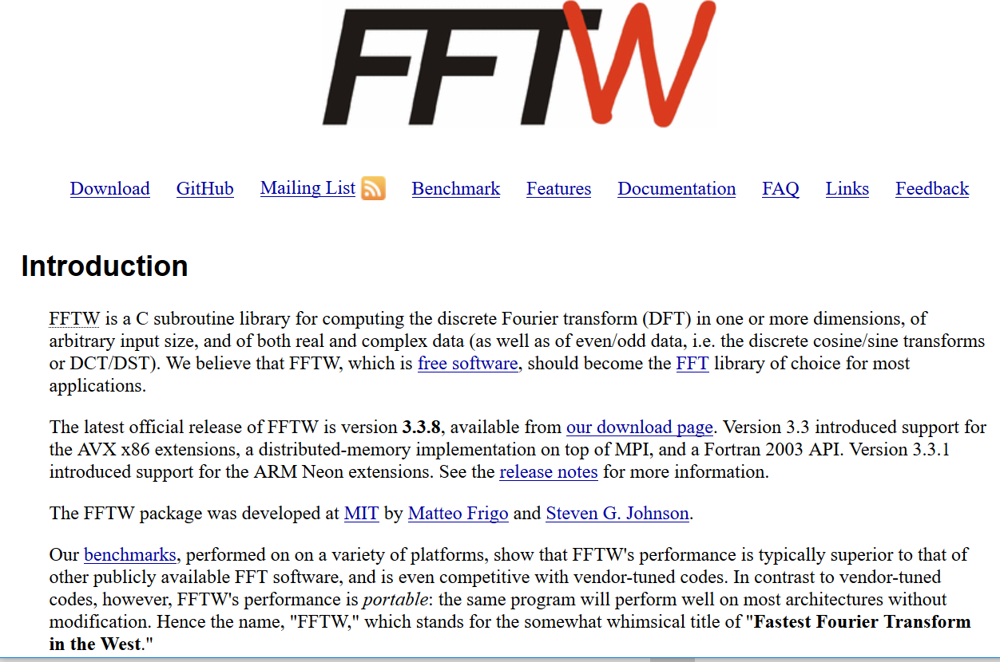 FFTW
Download GitHub Mailing List Benchmark Features Documentation FAQ Links Feedback
Introduction
FFTW is a C subroutine library for computing the discrete Fourier transform (DFT) in one or more dimensions, of
arbitrary input size, and of both real and complex data (as well as of even/odd data, i.e. the discrete cosine/sine transforms
or DCT/DST). We believe that FFTW, which is free software, should become the FFT library of choice for most
applications.
The latest official release of FFTW is version 3.3.8, available from our download page. Version 3.3 introduced support for
the AVX x86 extensions, a distributed-memory implementation on top of MPI, and a Fortran 2003 API. Version 3.3.1
introduced support for the ARM Neon extensions. See the release notes for more information.
The FFTW package was developed at MIT by Matteo Frigo and Steven G. Johnson.
Our benchmarks, performed on on a variety of platforms, show that FFTW's performance is typically superior to that of
other publicly available FFT software, and is even competitive with vendor-tuned codes. In contrast to vendor-tuned
codes, however, FFTW's performance is portable: the same program will perform well on most architectures without
modification. Hence the name, "FFTW," which stands for the somewhat whimsical title of "Fastest Fourier Transform
in the West."